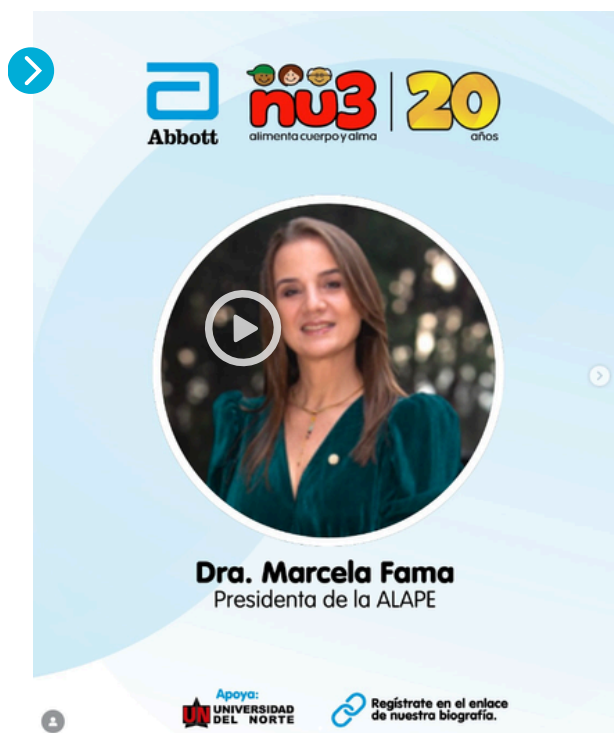 Abbott
nu3
alimenta cuerpo y alma
20
años
Dra. Marcela Fama
Presidenta de la ALAPE
Apoya:
UN
UNIVERSIDAD
DEL NORTE
Regístrate en el enlace
de nuestra biografía.